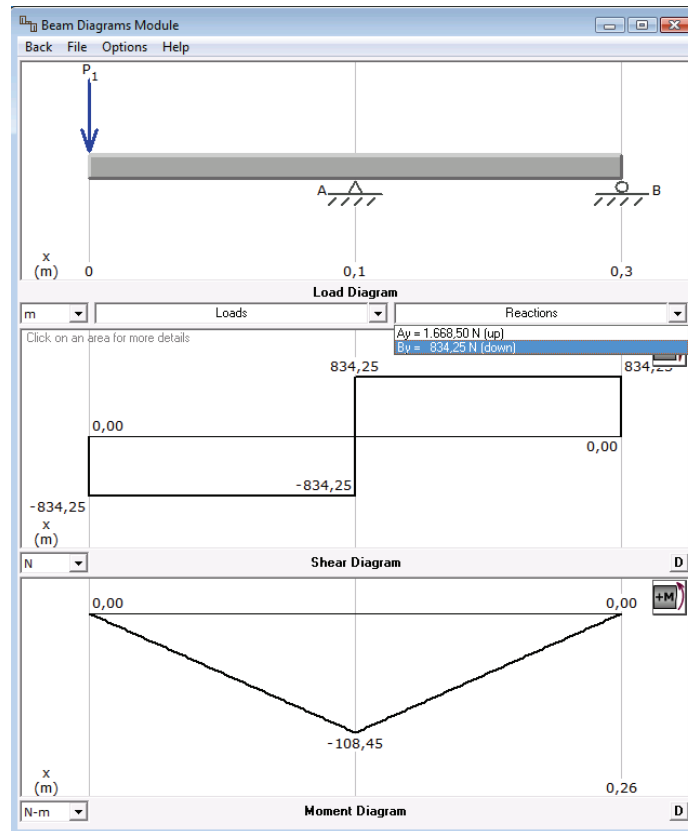 Beam Diagrams Module
Back File Options Help
P1
A
B
x
(m) 0 0,1 0,3
Load Diagram
m Loads Reactions
Click on an area for more details
Ay = 1.668,50 N (up)
By = 834,25 N (down)
834,25 834,25
0,00
0,00
-834,25
-834,25
x
(m)
N Shear Diagram D
0,00 0,00 +M
-108,45
x
(m) 0,26
N-m Moment Diagram D